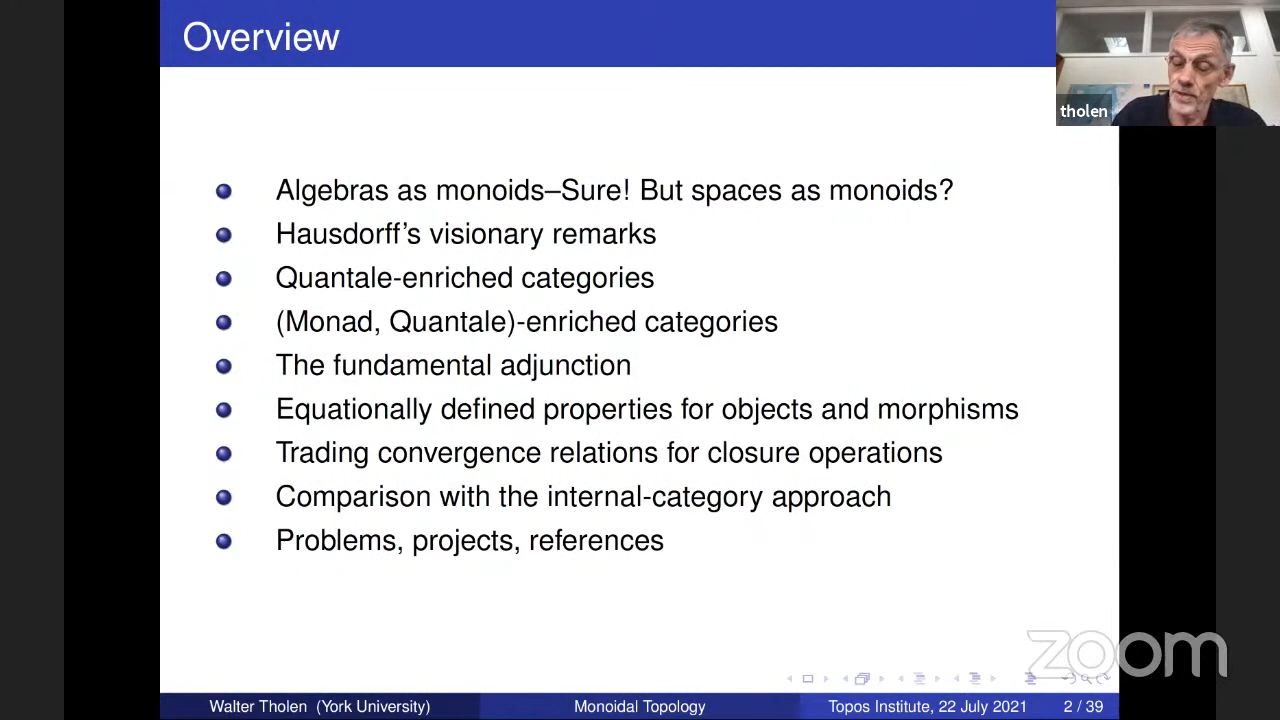 Overview
tholen
Algebras as monoids–Sure! But spaces as monoids?
Hausdorff's visionary remarks
Quantale-enriched categories
(Monad, Quantale)-enriched categories
The fundamental adjunction
Equationally defined properties for objects and morphisms
Trading convergence relations for closure operations
Comparison with the internal-category approach
Problems, projects, references
zoom
Walter Tholen (York University) Monoidal Topology Topos Institute, 22 July 2021 2 / 39